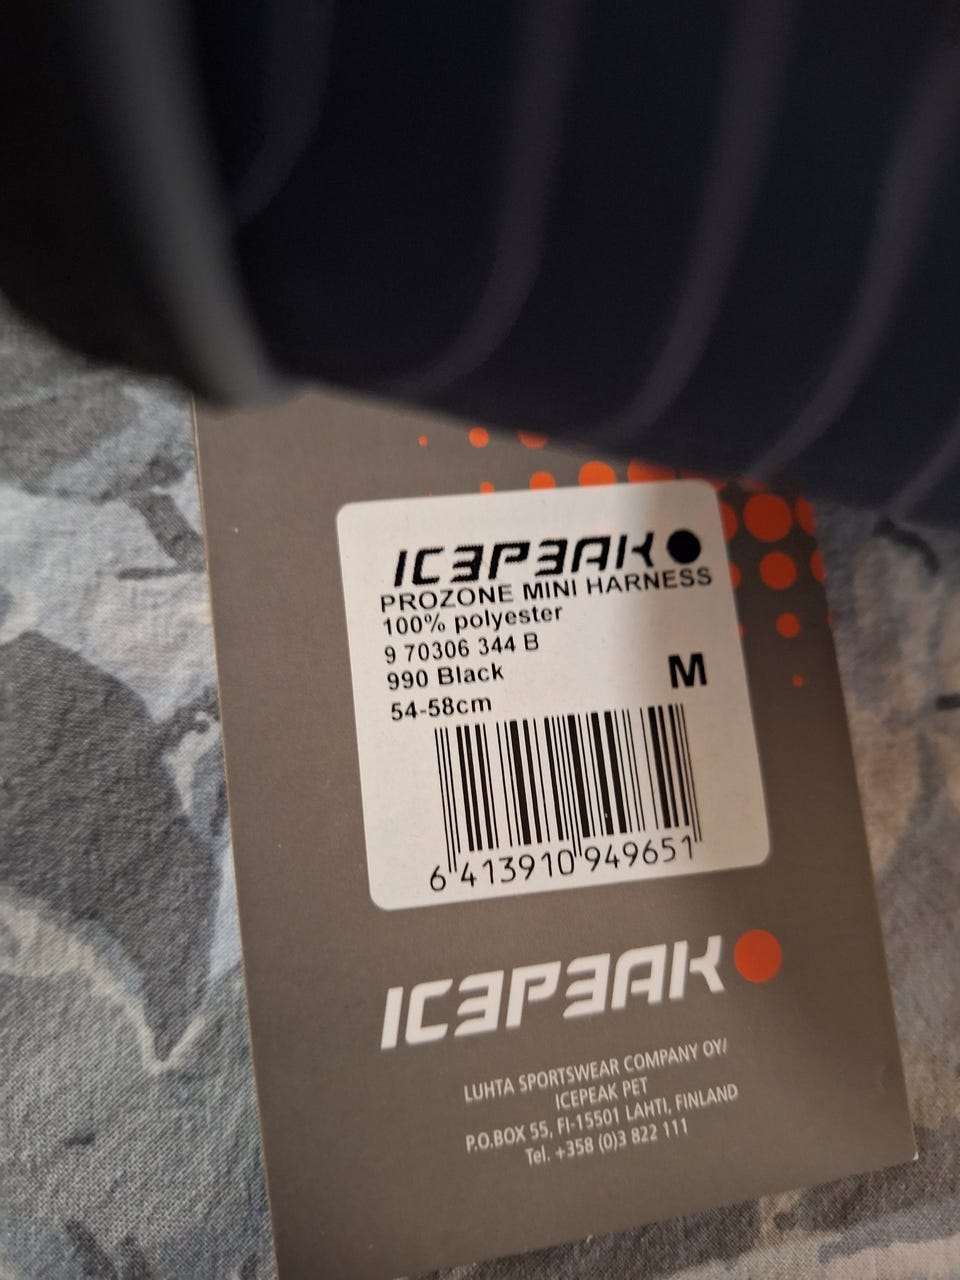 ICEPEAK
PROZONE MINI HARNESS
100% polyester
9 70306 344 B
990 Black
M
54-58cm
6 413910 949651
ICEPEAK
LUHTA SPORTSWEAR COMPANY OY/
ICEPEAK PET
P.O.BOX 55, FI-15501 LAHTI, FINLAND
Tel. +358 (0)3 822 111